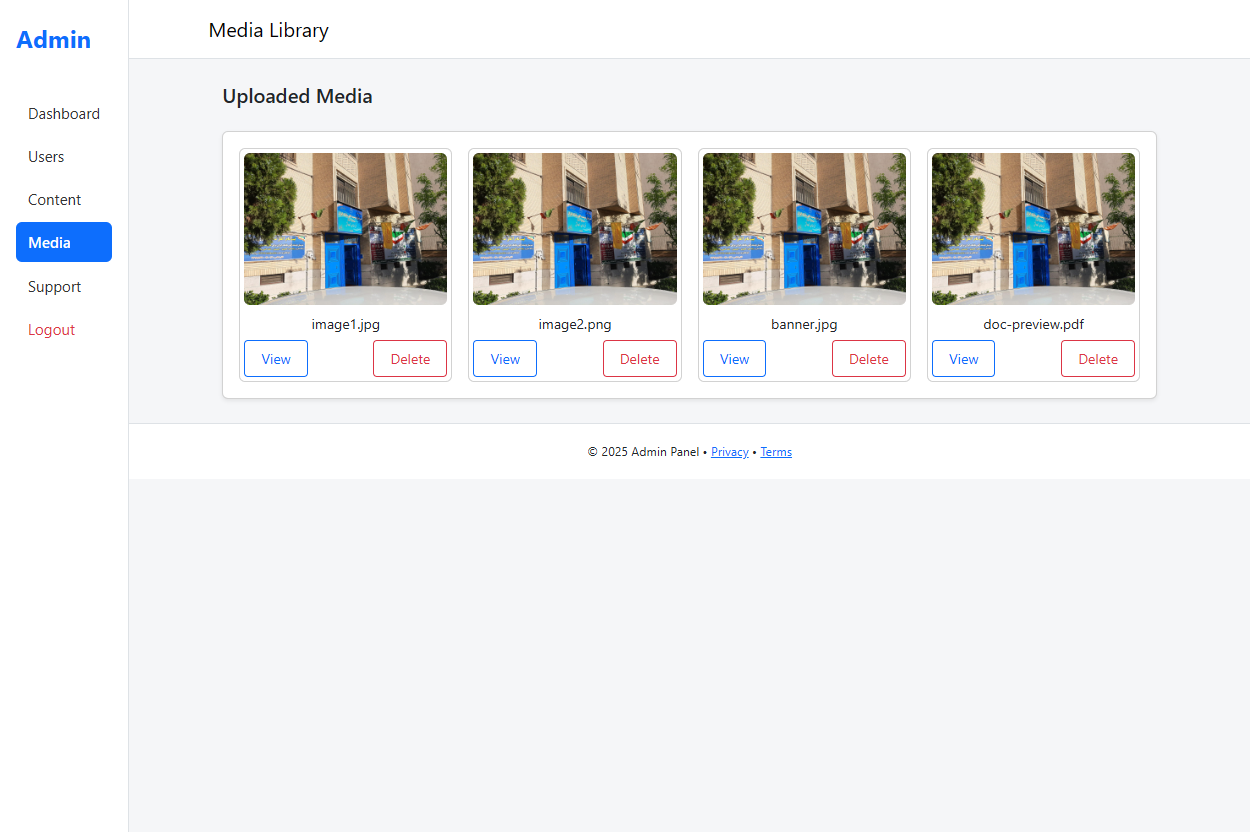 Admin
Media Library
Dashboard
Users
Content
Media
Support
Logout
Uploaded Media
image1.jpg
View Delete
image2.png
View Delete
banner.jpg
View Delete
doc-preview.pdf
View Delete
© 2025 Admin Panel • Privacy • Terms